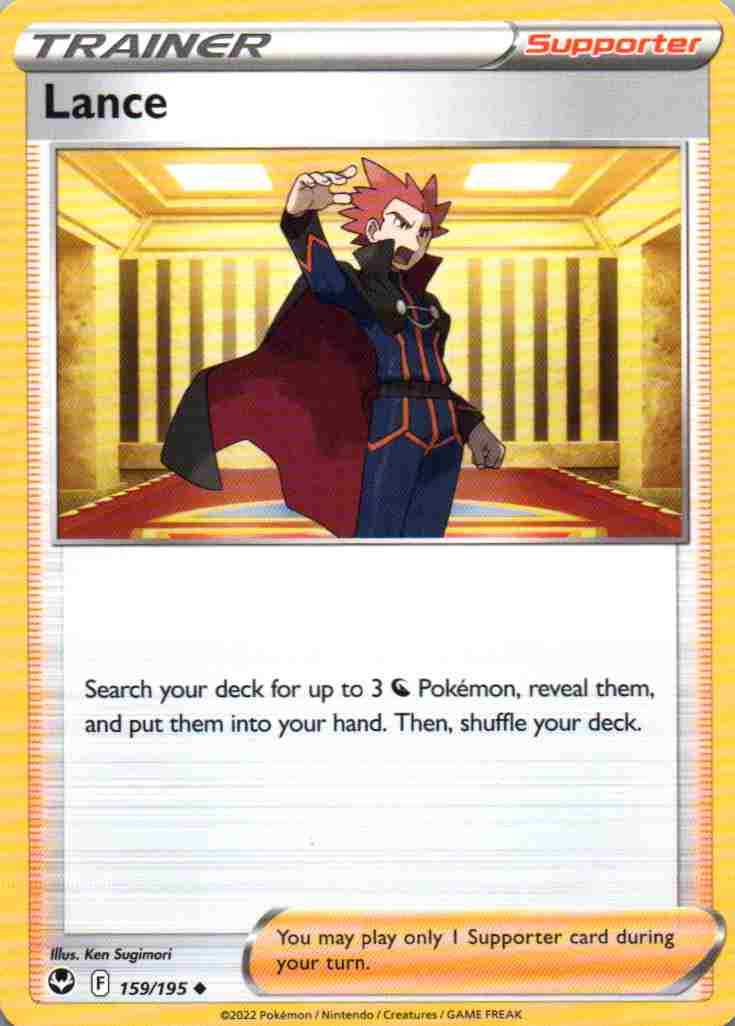 TRAINER
Supporter
Lance
Search your deck for up to 3 Pokémon, reveal them,
and put them into your hand. Then, shuffle your deck.
Illus. Ken Sugimori
You may play only 1 Supporter card during
your turn.
F 159/195
©2022 Pokémon / Nintendo / Creatures / GAME FREAK